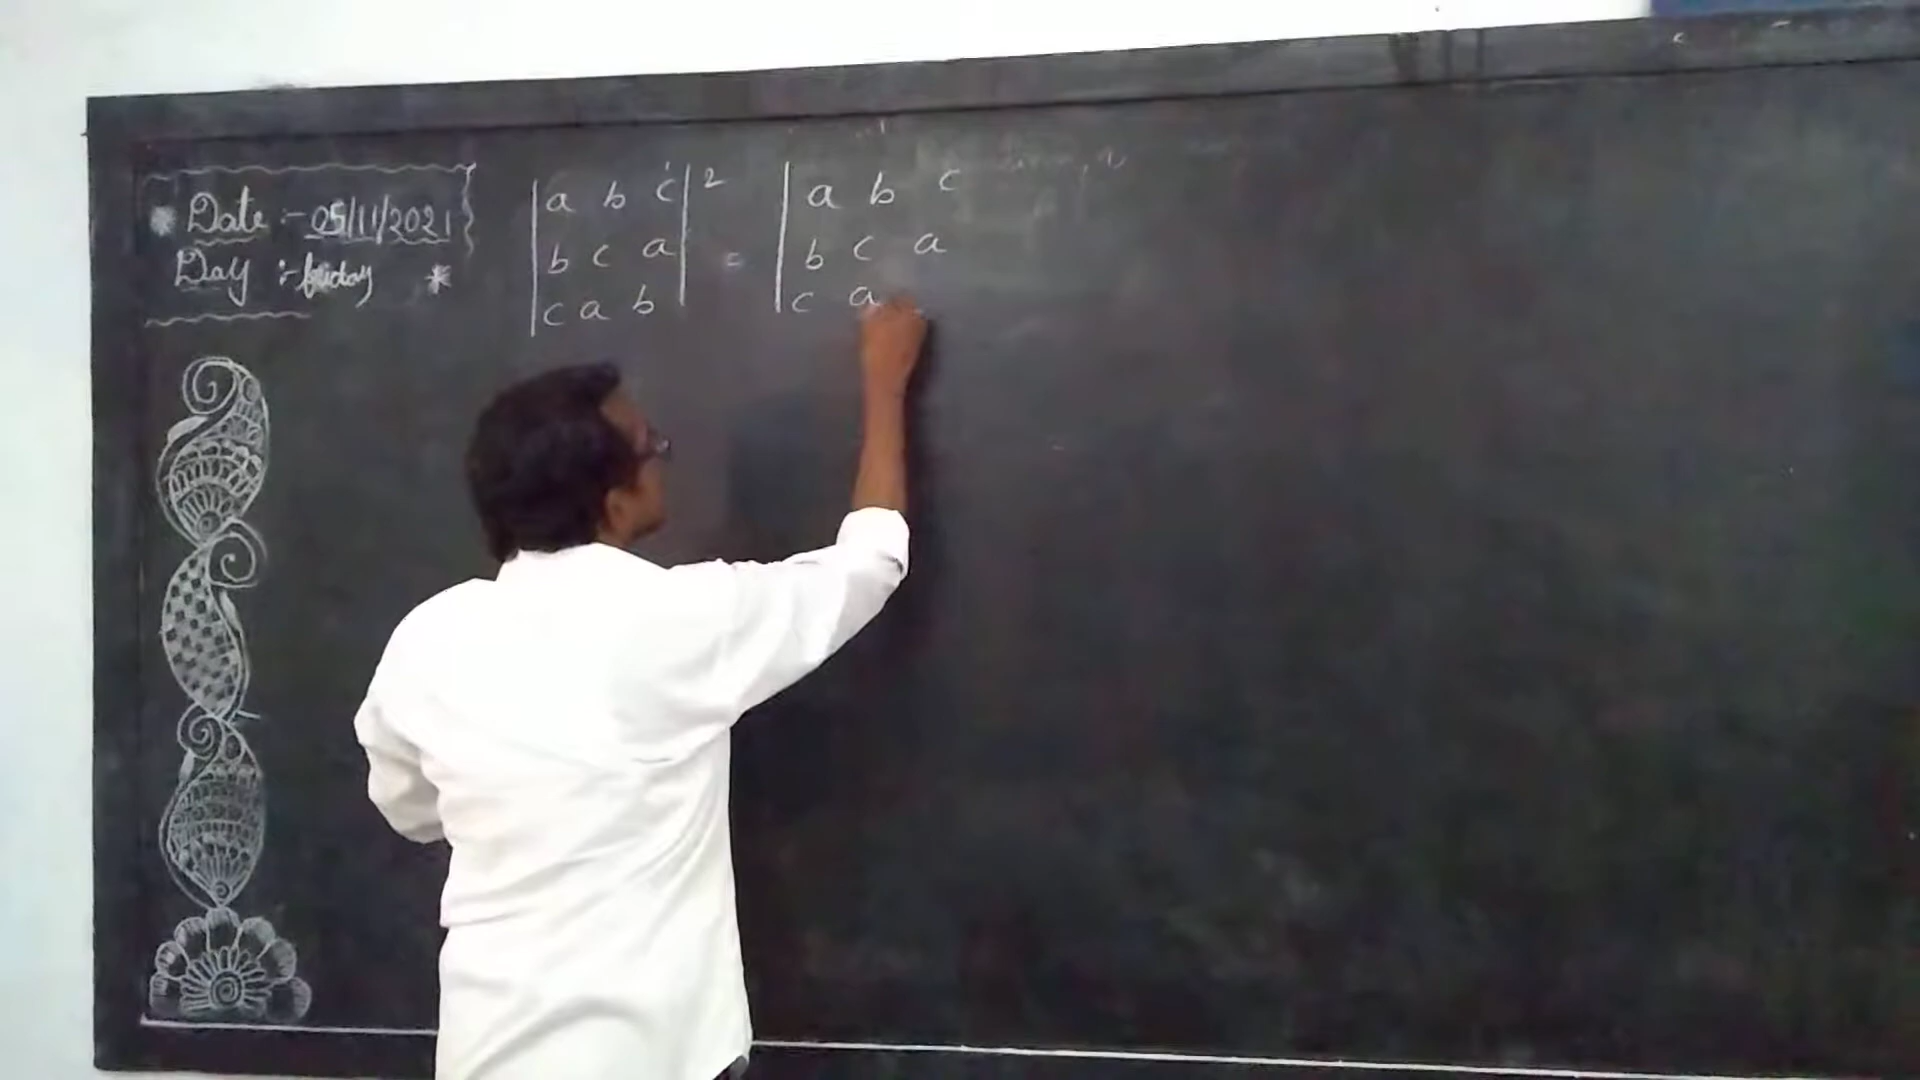 Date :- 05/11/2021
Day :- friday
|a b c|² = |a b c
|b c a| |b c a
|c a b| |c a